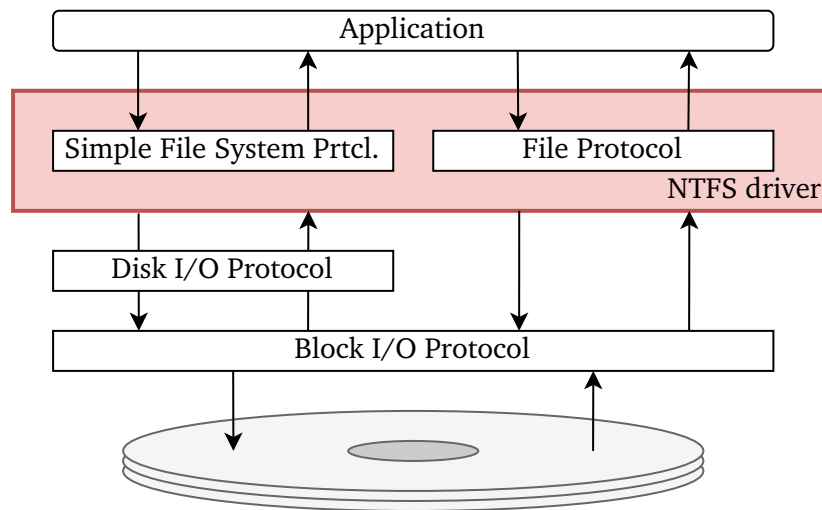 Application
Simple File System Prtcl.
File Protocol
NTFS driver
Disk I/O Protocol
Block I/O Protocol